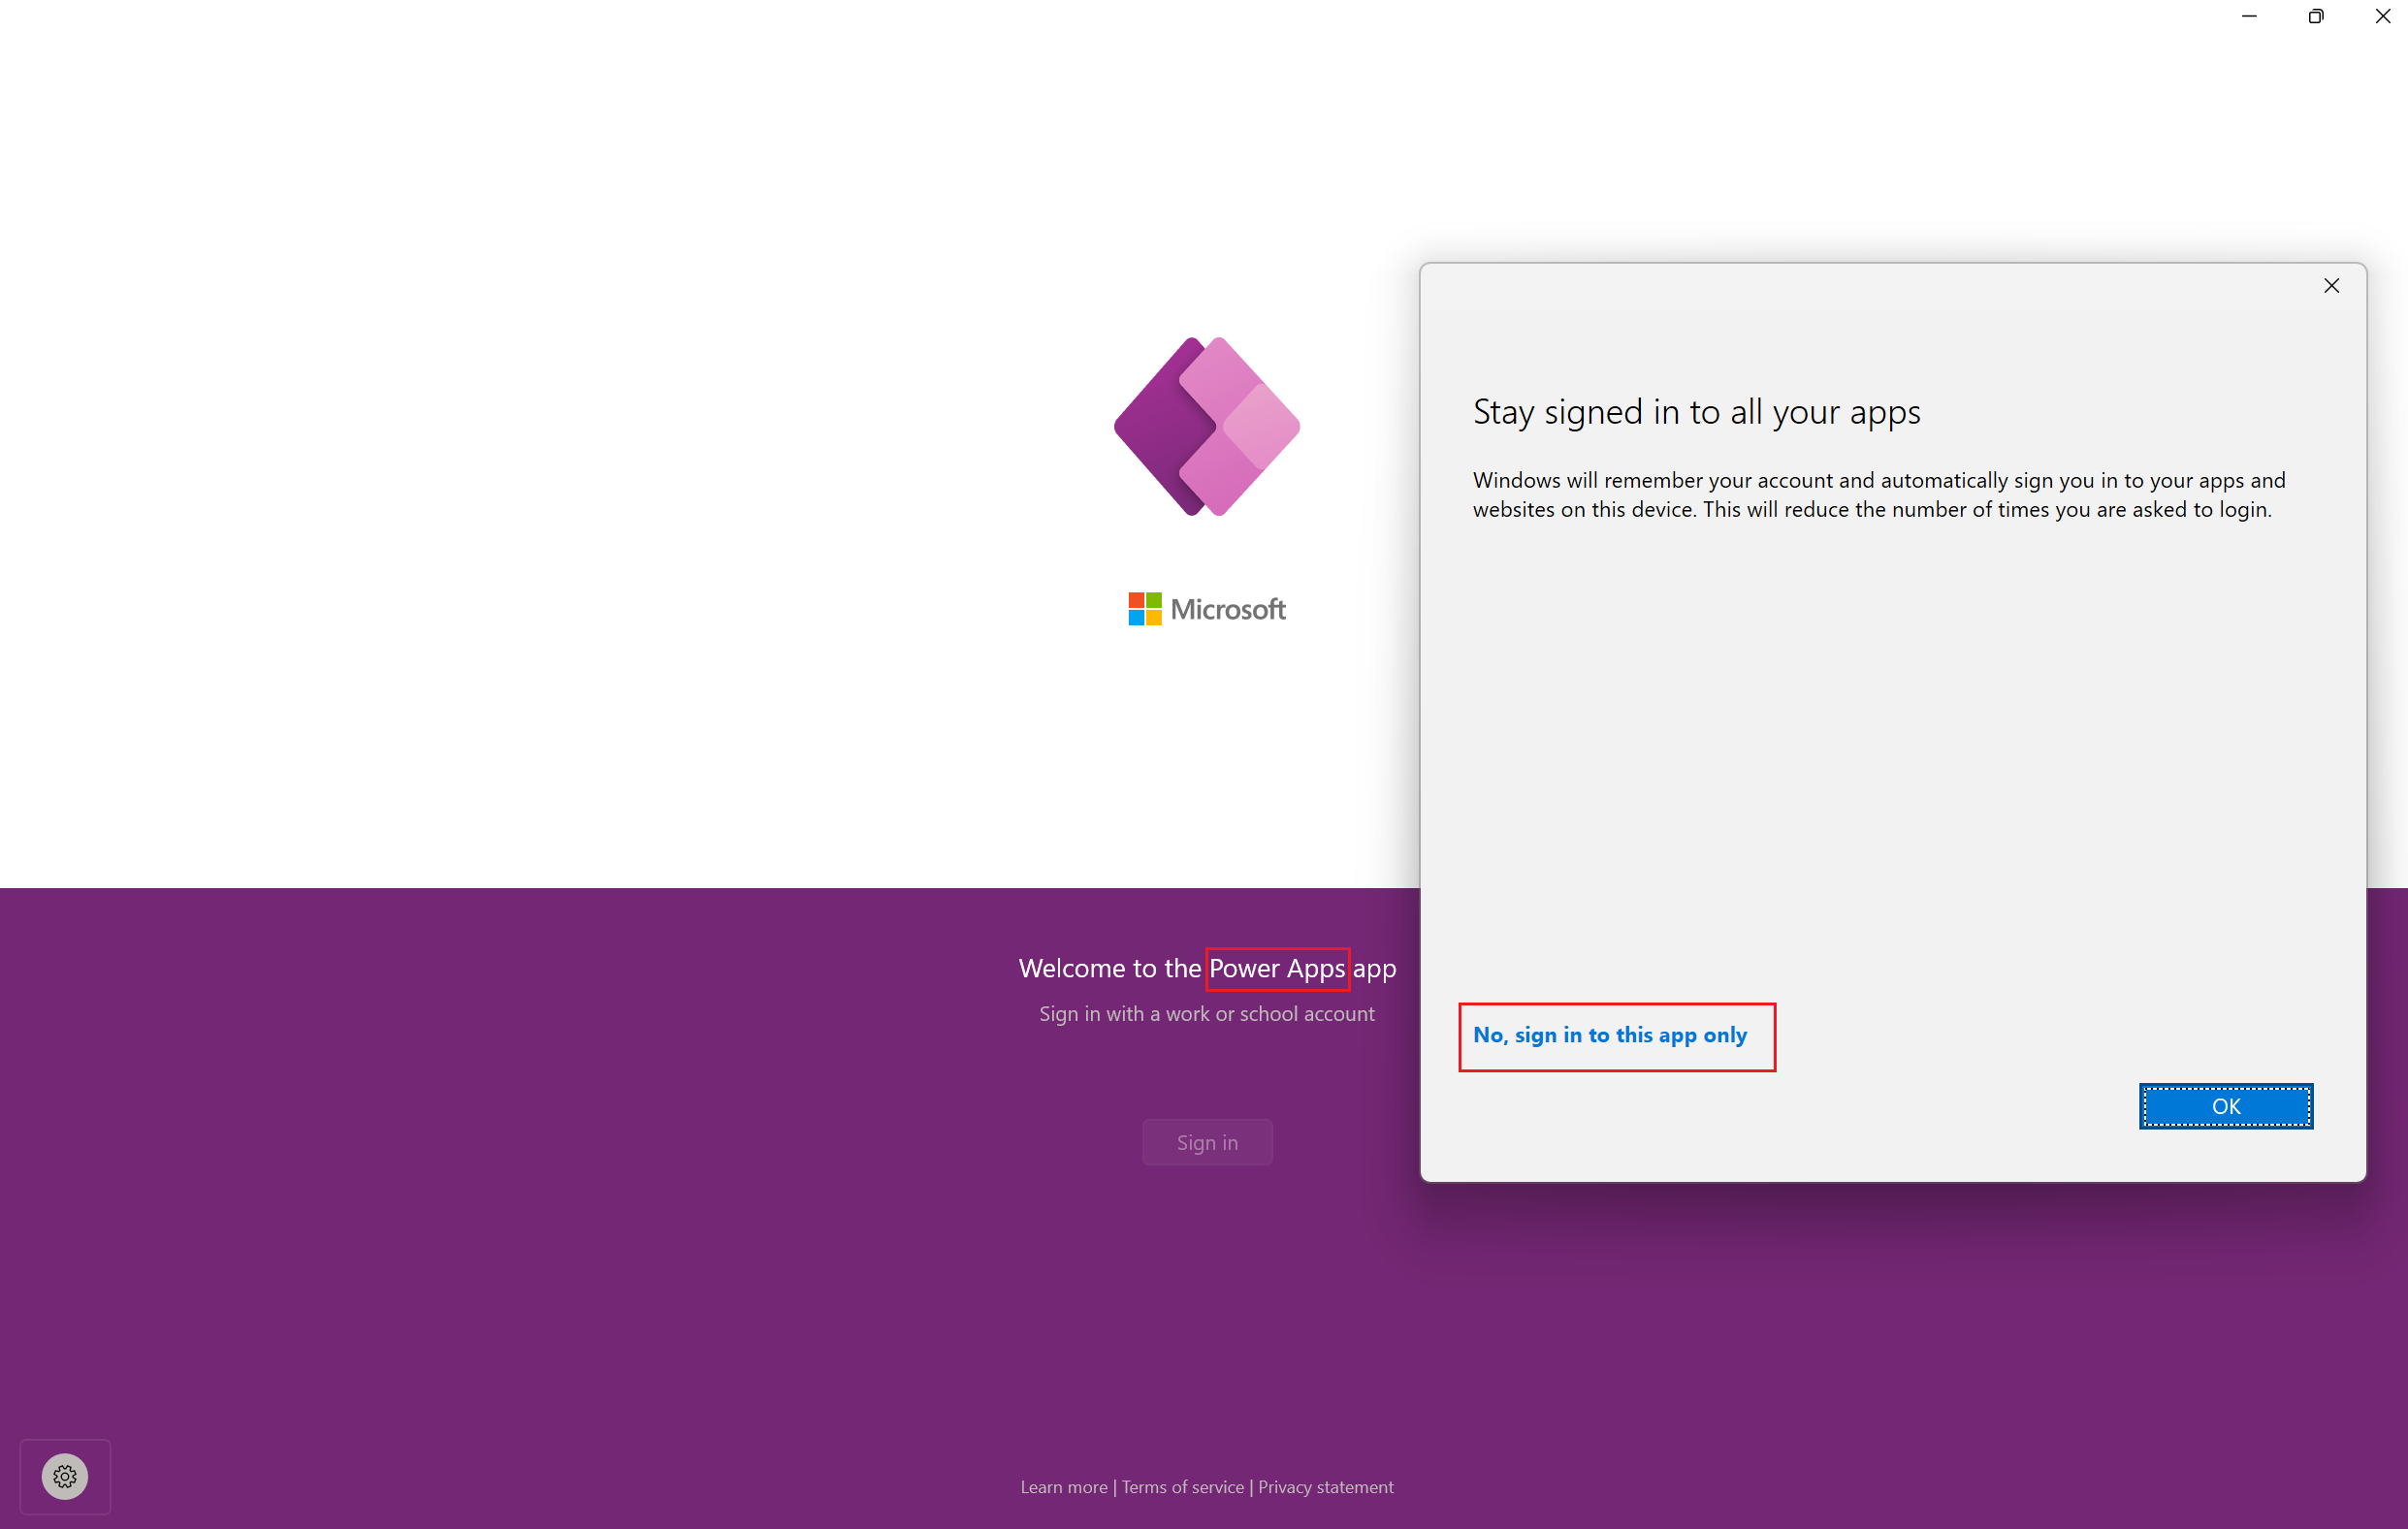 Microsoft
Welcome to the Power Apps app
Sign in with a work or school account
Sign in
Learn more | Terms of service | Privacy statement
Stay signed in to all your apps
Windows will remember your account and automatically sign you in to your apps and
websites on this device. This will reduce the number of times you are asked to login.
No, sign in to this app only
OK